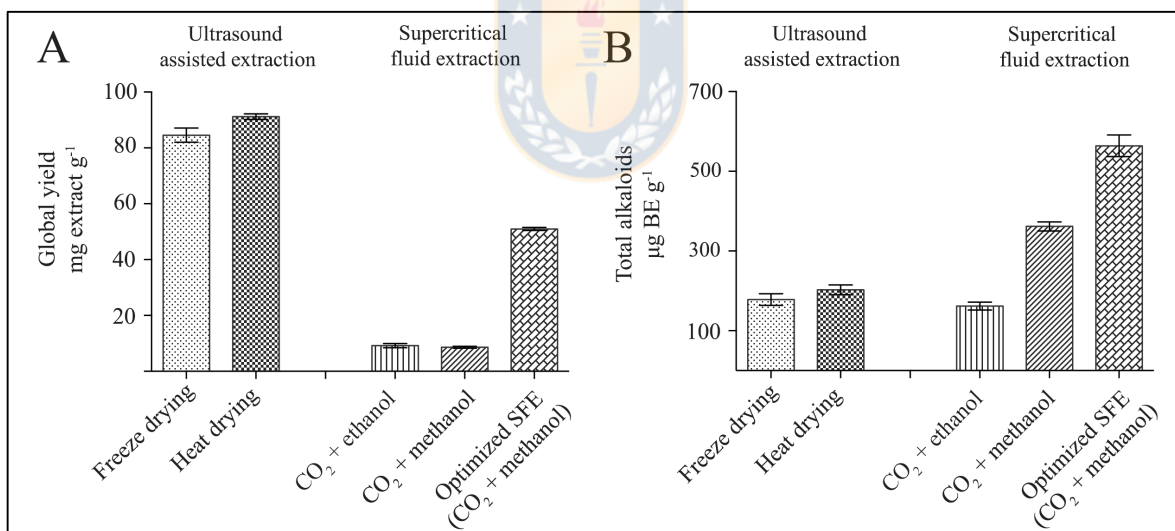 A
Ultrasound
assisted extraction
Supercritical
fluid extraction
Global yield
mg extract g⁻¹
100
80
60
40
20
Freeze drying
Heat drying
CO₂ + ethanol
CO₂ + methanol
Optimized SFE
(CO₂ + methanol)
B
Ultrasound
assisted extraction
Supercritical
fluid extraction
Total alkaloids
µg BE g⁻¹
700
500
300
100
Freeze drying
Heat drying
CO₂ + ethanol
CO₂ + methanol
Optimized SFE
(CO₂ + methanol)